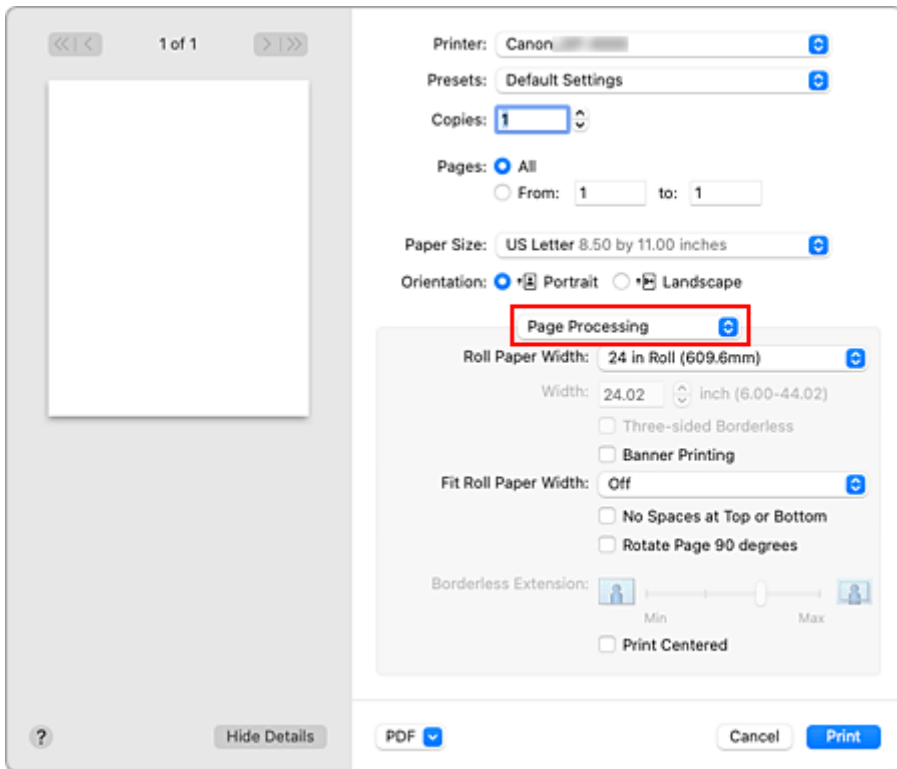 1 of 1
Printer: Canon
Presets: Default Settings
Copies: 1
Pages: All
From: 1 to: 1
Paper Size: US Letter 8.50 by 11.00 inches
Orientation: Portrait Landscape
Page Processing
Roll Paper Width: 24 in Roll (609.6mm)
Width: 24.02 inch (6.00-44.02)
Three-sided Borderless
Banner Printing
Fit Roll Paper Width: Off
No Spaces at Top or Bottom
Rotate Page 90 degrees
Borderless Extension:
Min Max
Print Centered
? Hide Details PDF Cancel Print